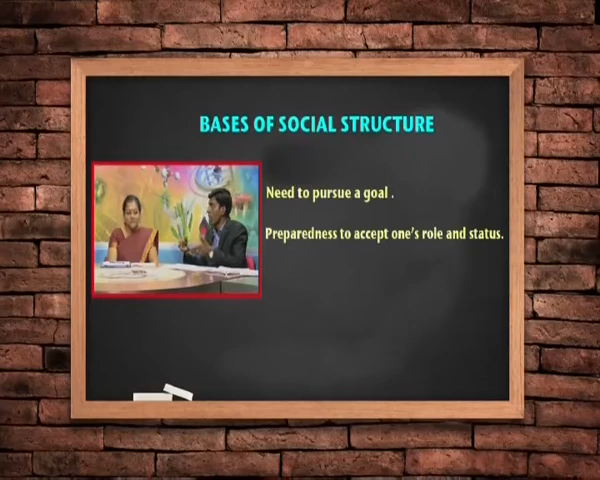 BASES OF SOCIAL STRUCTURE
Need to pursue a goal .
Preparedness to accept one's role and status.